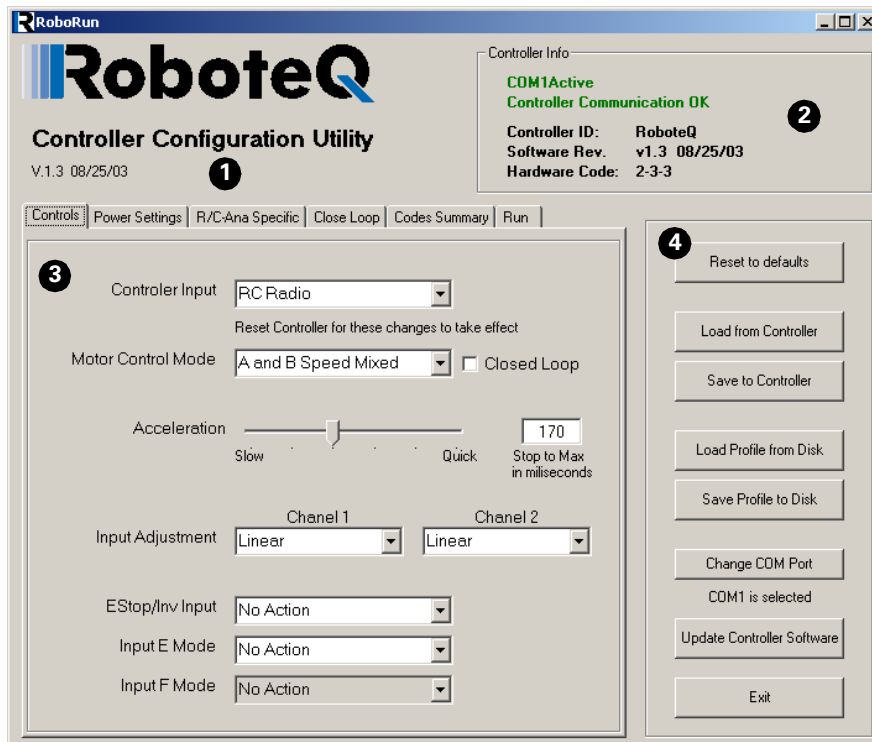 RoboRun
RoboteQ
Controller Configuration Utility
V.1.3 08/25/03
1
Controller Info
COM1Active
Controller Communication OK
Controller ID: RoboteQ
Software Rev. v1.3 08/25/03
Hardware Code: 2-3-3
2
Controls Power Settings R/C-Ana Specific Close Loop Codes Summary Run
3
Controler Input RC Radio
Reset Controller for these changes to take effect
Motor Control Mode A and B Speed Mixed Closed Loop
Acceleration 170
Slow Quick Stop to Max
in miliseconds
Chanel 1 Chanel 2
Input Adjustment Linear Linear
EStop/Inv Input No Action
Input E Mode No Action
Input F Mode No Action
4
Reset to defaults
Load from Controller
Save to Controller
Load Profile from Disk
Save Profile to Disk
Change COM Port
COM1 is selected
Update Controller Software
Exit